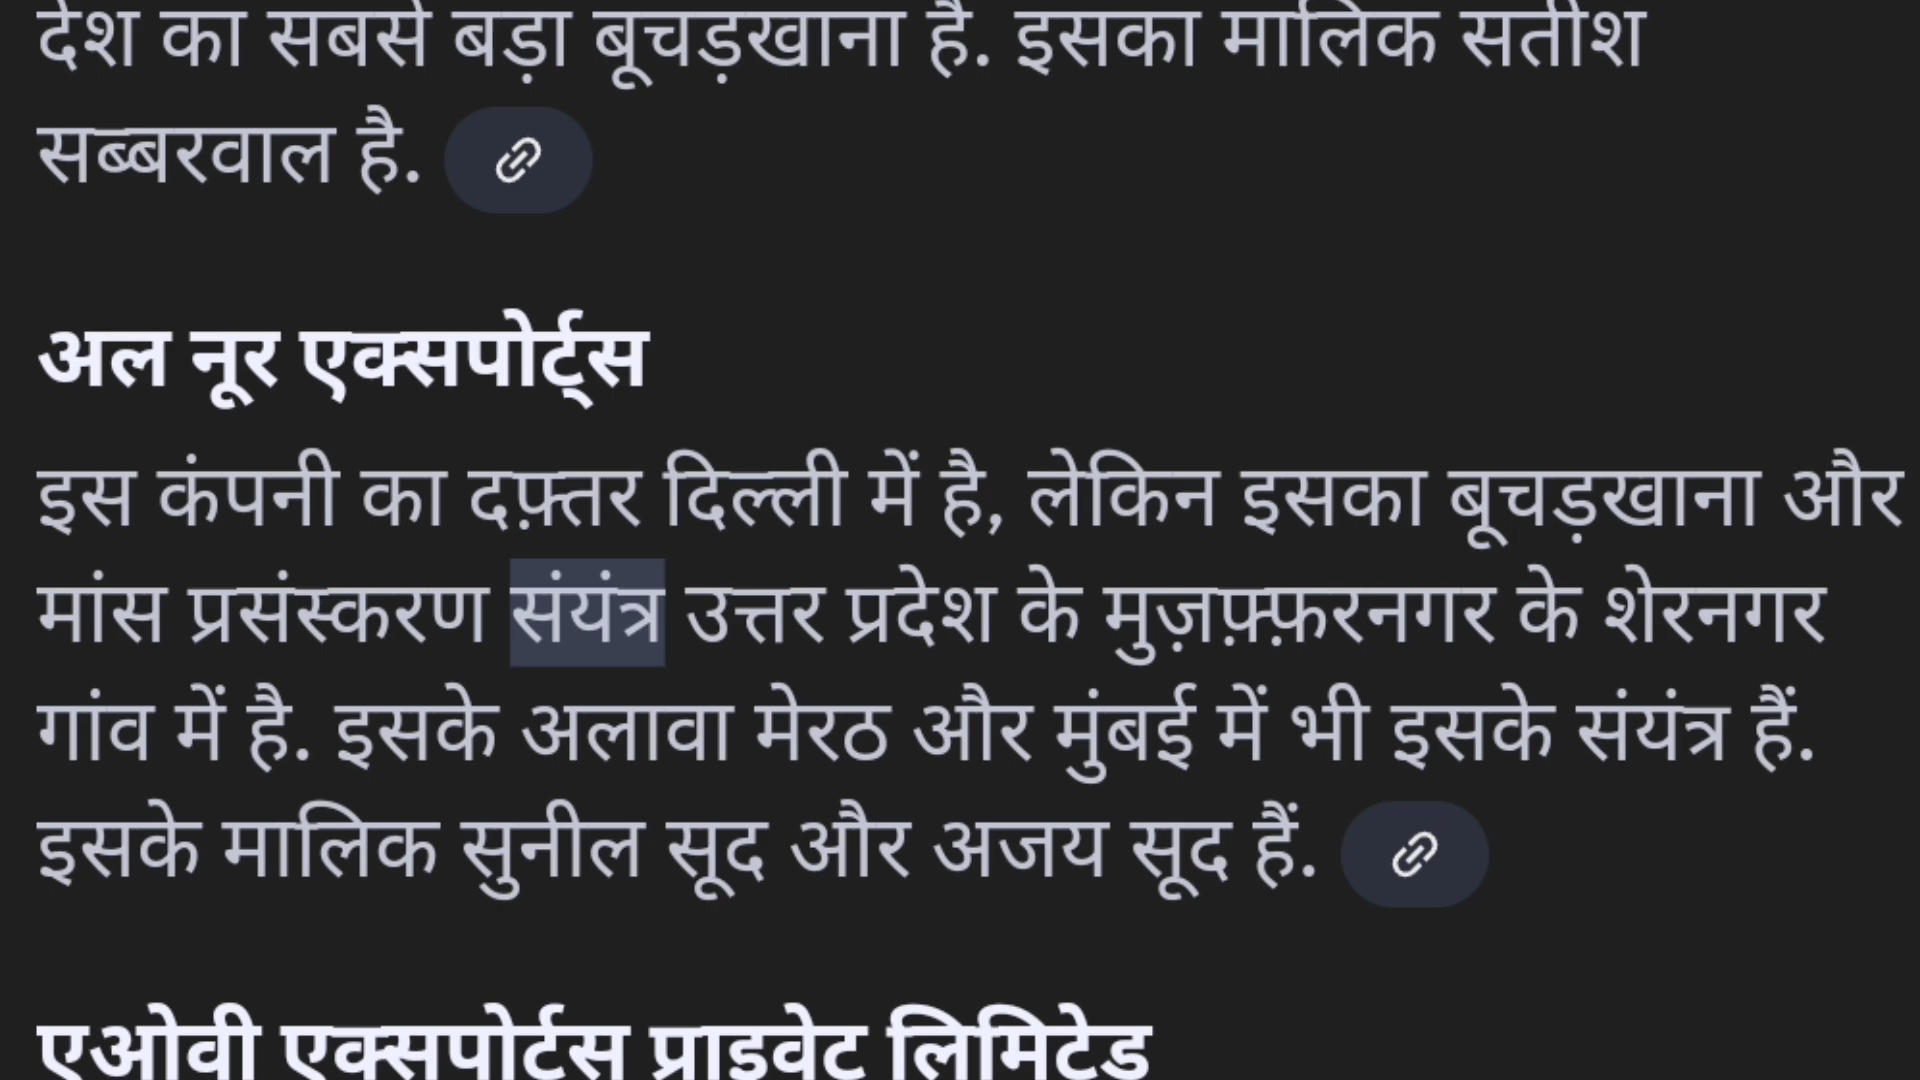 देश का सबसे बड़ा बूचड़खाना है. इसका मालिक सतीश
सब्बरवाल है.
अल नूर एक्सपोर्ट्स
इस कंपनी का दफ़्तर दिल्ली में है, लेकिन इसका बूचड़खाना और
मांस प्रसंस्करण संयंत्र उत्तर प्रदेश के मुज़फ़्फ़रनगर के शेरनगर
गांव में है. इसके अलावा मेरठ और मुंबई में भी इसके संयंत्र हैं.
इसके मालिक सुनील सूद और अजय सूद हैं.
एओवी एक्सपोर्टस प्राइवेट लिमिटेड